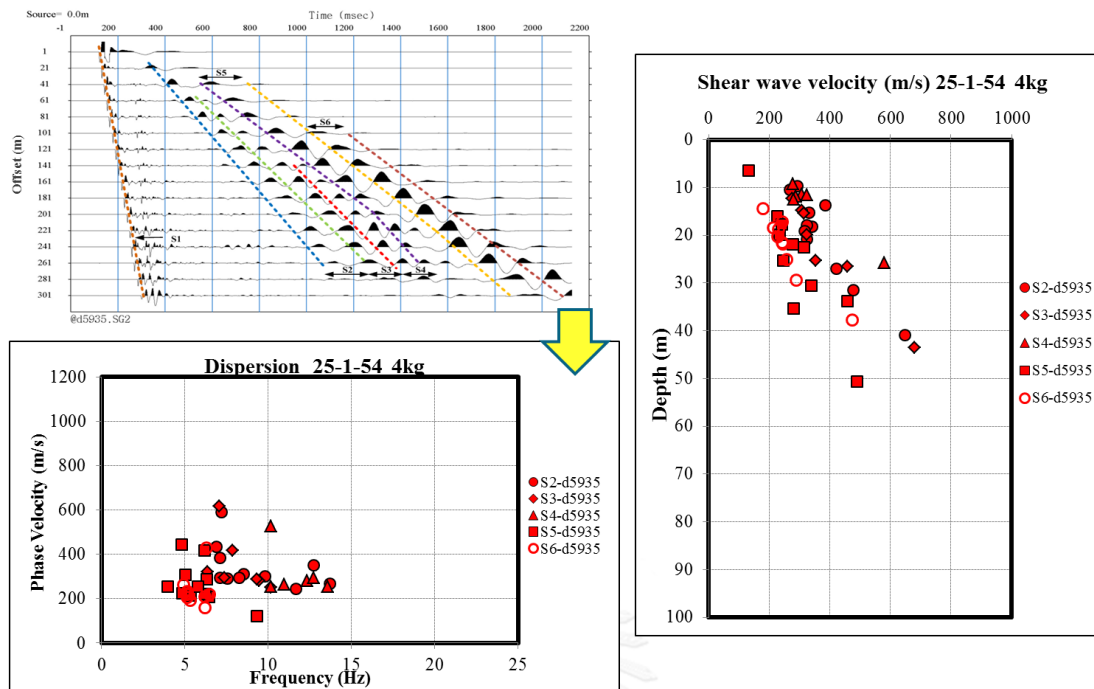 Source= 0.0m
Time (msec)
-1 200 400 600 800 1000 1200 1400 1600 1800 2000 2200
Offset (m)
1
21
41
61
81
101
121
141
161
181
201
221
241
261
281
301
S5
S6
S1
S2 S3 S4
@d5935.SG2
Dispersion 25-1-54 4kg
Phase Velocity (m/s)
1200
1000
800
600
400
200
0
0 5 10 15 20 25
Frequency (Hz)
S2-d5935
S3-d5935
S4-d5935
S5-d5935
S6-d5935
Shear wave velocity (m/s) 25-1-54 4kg
0 200 400 600 800 1000
Depth (m)
0
10
20
30
40
50
60
70
80
90
100
S2-d5935
S3-d5935
S4-d5935
S5-d5935
S6-d5935